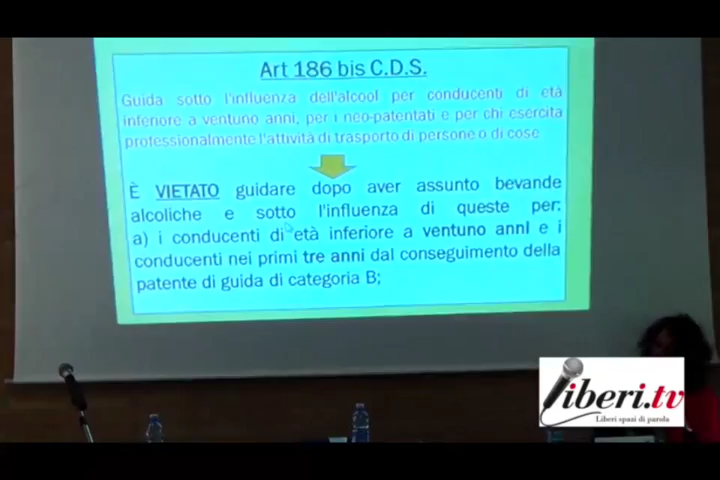 Art 186 bis C.D.S.
Guida sotto l'influenza dell'alcool per conducenti di età
inferiore a ventuno anni, per i neo-patentati e per chi esercita
professionalmente l'attività di trasporto di persone o di cose
È VIETATO guidare dopo aver assunto bevande
alcoliche e sotto l'influenza di queste per:
a) i conducenti di età inferiore a ventuno anni e i
conducenti nei primi tre anni dal conseguimento della
patente di guida di categoria B;
liberi.tv
Liberi spazi di parola